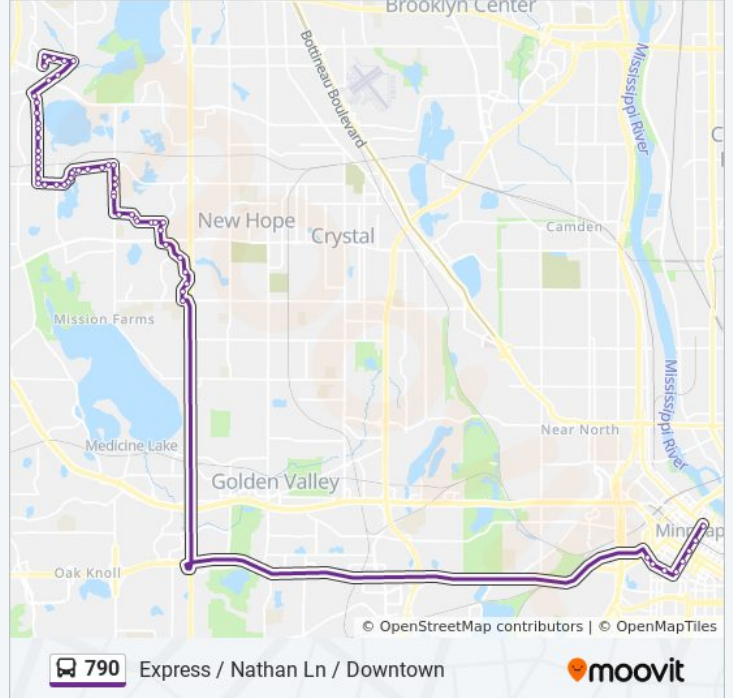 Brooklyn Center
Bottineau Boulevard
Mississippi River
New Hope
Crystal
Camden
Mission Farms
Mississippi River
Near North
Medicine Lake
Golden Valley
Oak Knoll
© OpenStreetMap contributors | © OpenMapTiles
790 Express / Nathan Ln / Downtown
moovit